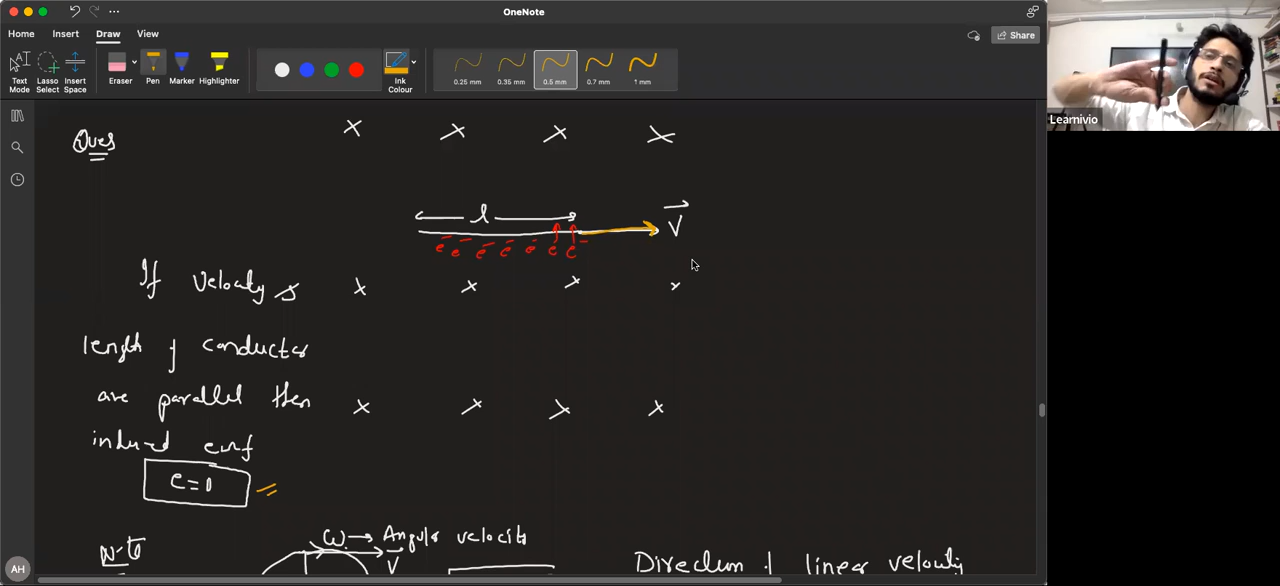 OneNote
Home Insert Draw View
Share
Text Mode
Lasso Select
Insert Space
Eraser
Pen
Marker
Highlighter
Ink Colour
0.25 mm
0.35 mm
0.5 mm
0.7 mm
1 mm
Learnivio
Ques
x x x x
l
V
e⁻ e⁻ e⁻ e⁻ e⁻ e⁻ e⁻
If velocity &
x x x x
length of conductor
are parallel then
x x x x
induced emf
e = 0
ω → Angular velocity
Note
V
Direction of linear velocity
AH